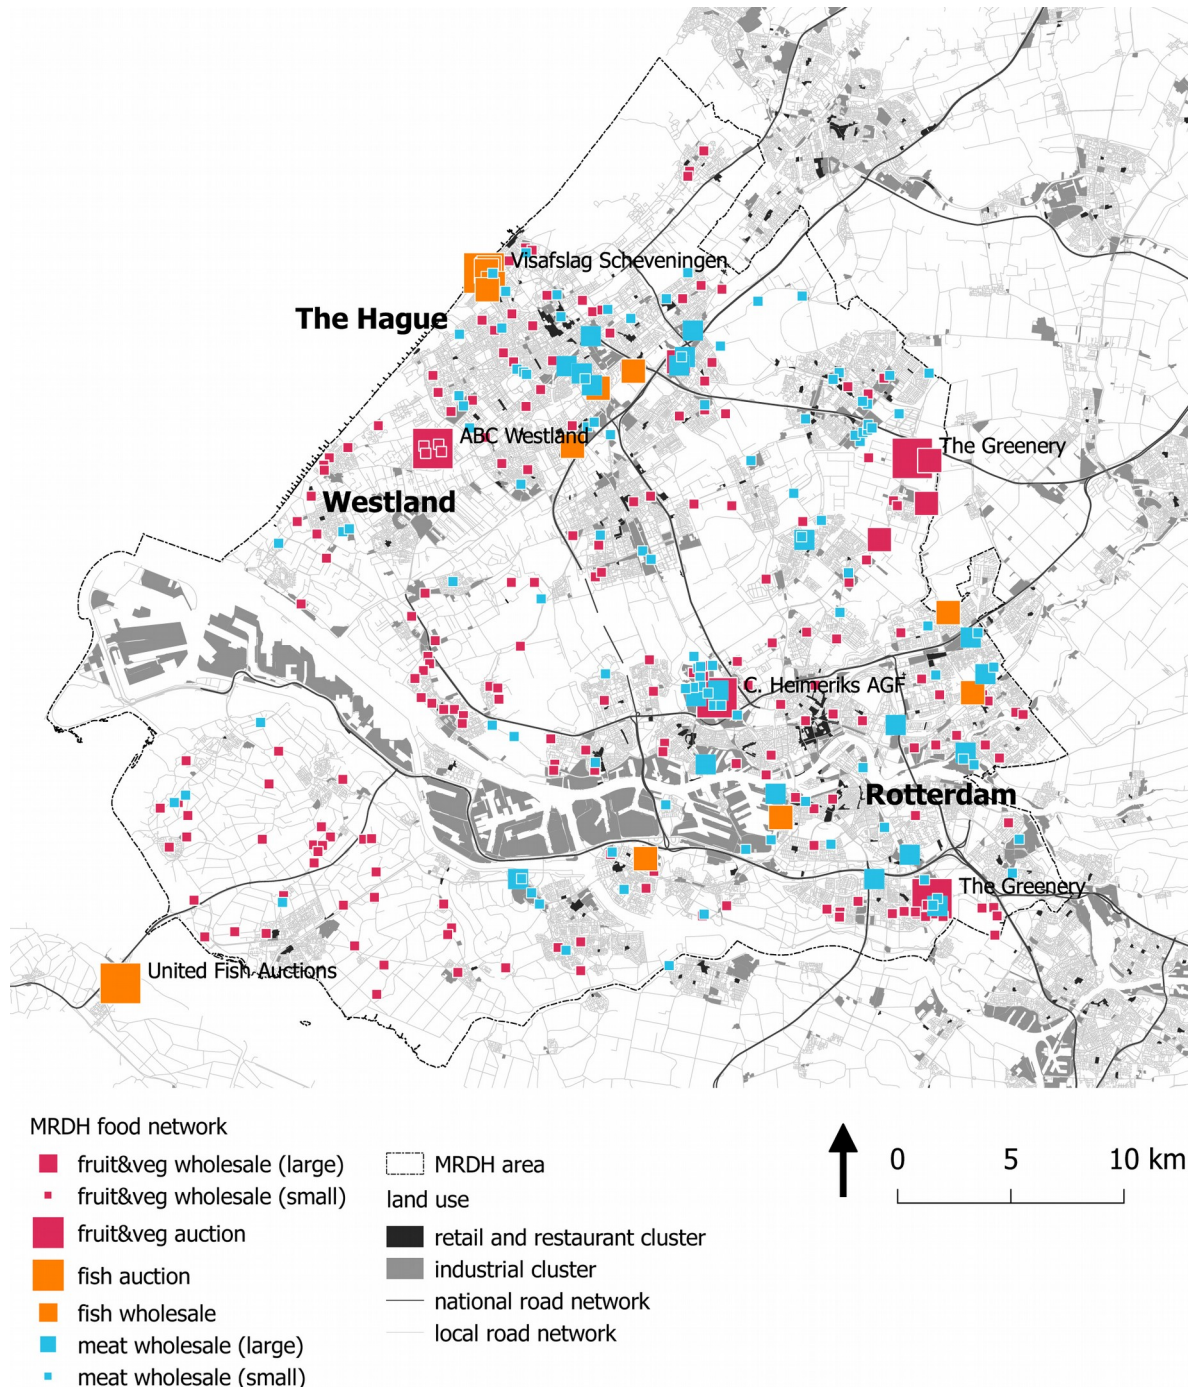 Visafslag Scheveningen
The Hague
ABC Westland
The Greenery
Westland
C. Heimeriks AGF
Rotterdam
The Greenery
United Fish Auctions
MRDH food network
fruit&veg wholesale (large)
fruit&veg wholesale (small)
fruit&veg auction
fish auction
fish wholesale
meat wholesale (large)
meat wholesale (small)
MRDH area
land use
retail and restaurant cluster
industrial cluster
national road network
local road network
0 5 10 km